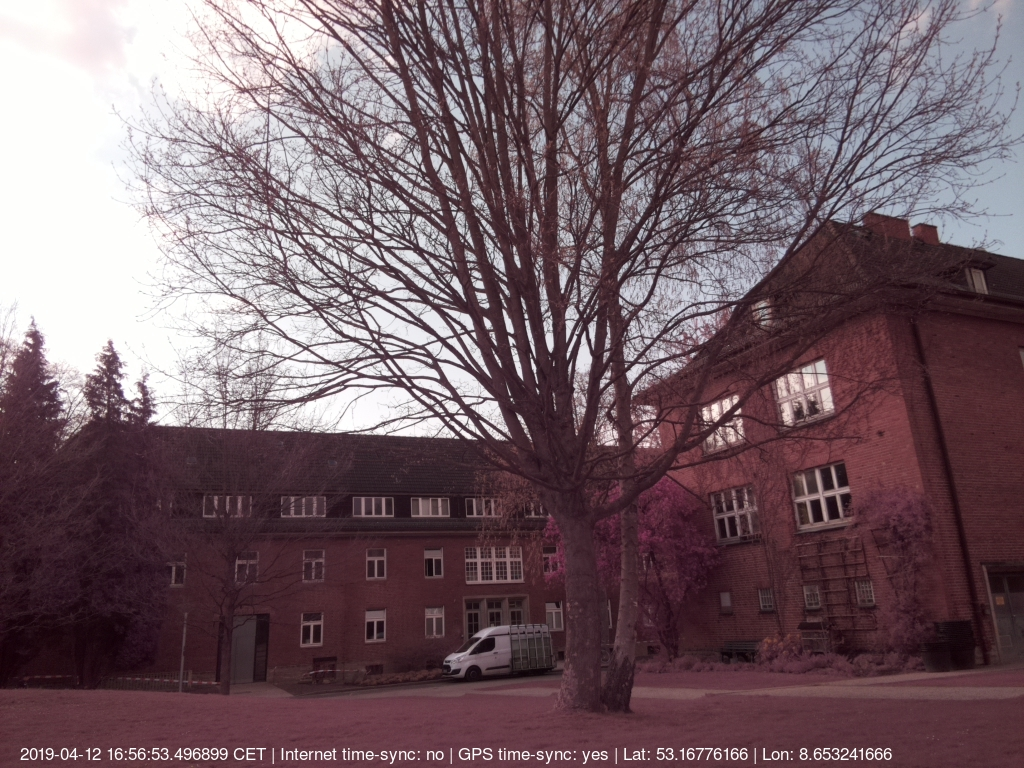 2019-04-12 16:56:53.496899 CET | Internet time-sync: no | GPS time-sync: yes | Lat: 53.16776166 | Lon: 8.653241666